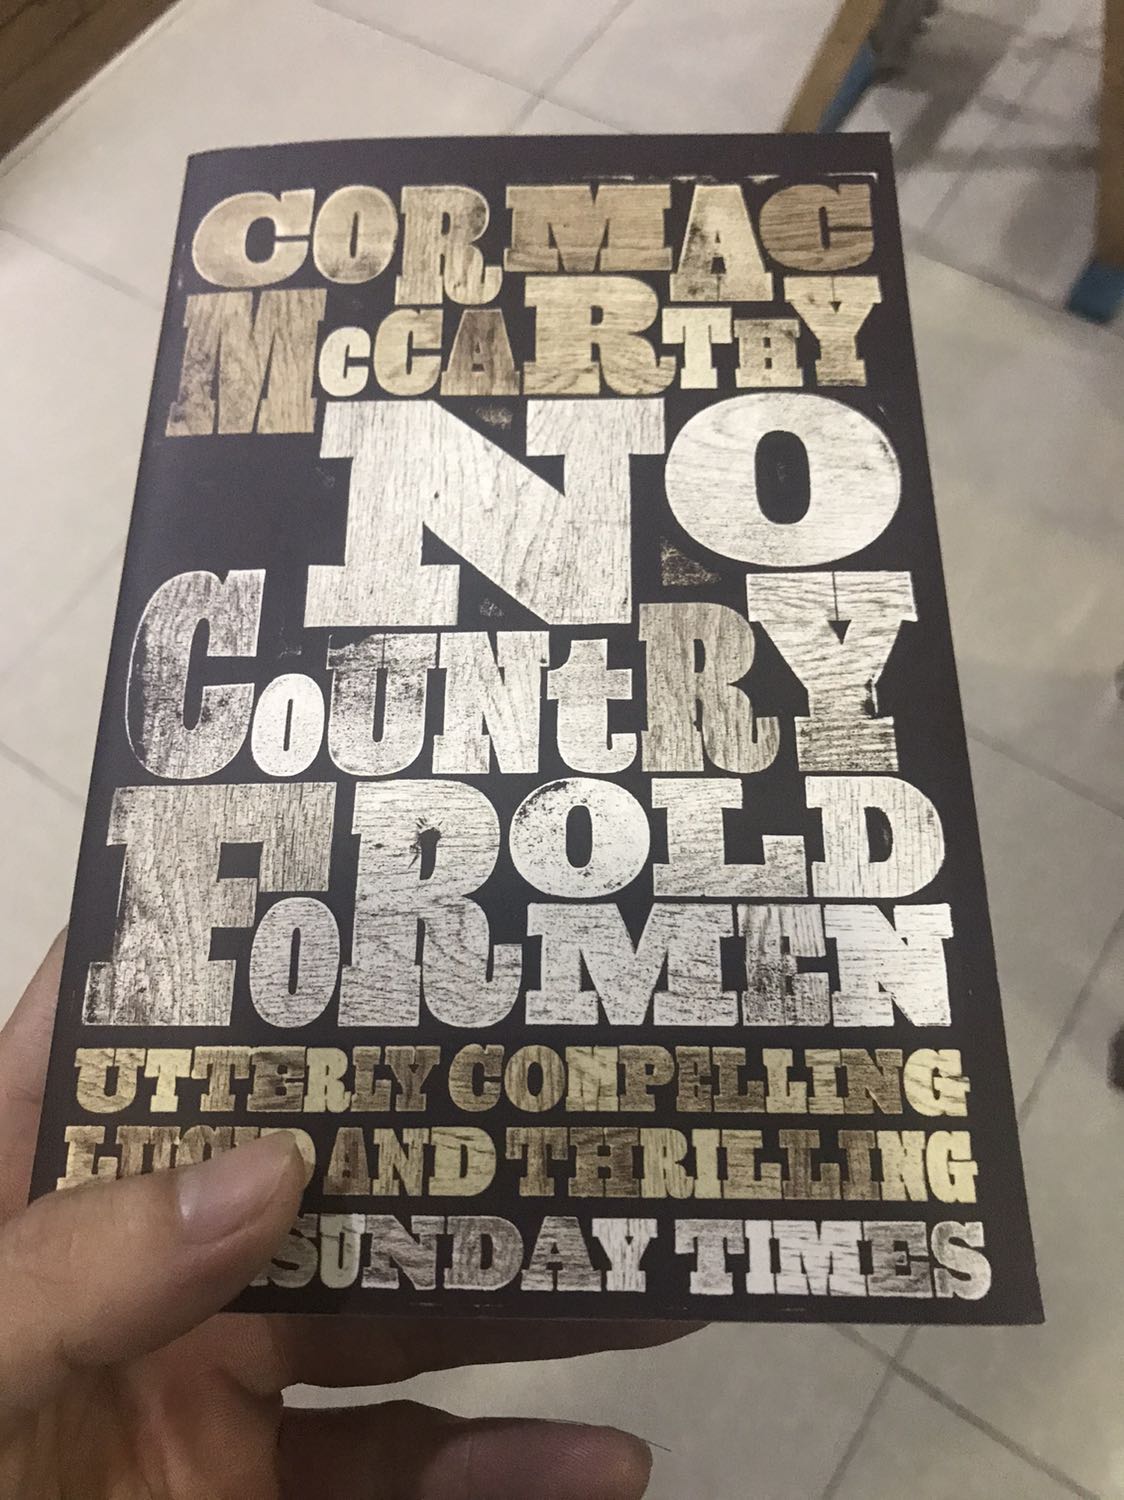 CORMAC
McCARTHY
NO
CoUNtRY
FoR OLD
MEN
UTTERLY COMPELLING
LUCID AND THRILLING
SUNDAY TIMES